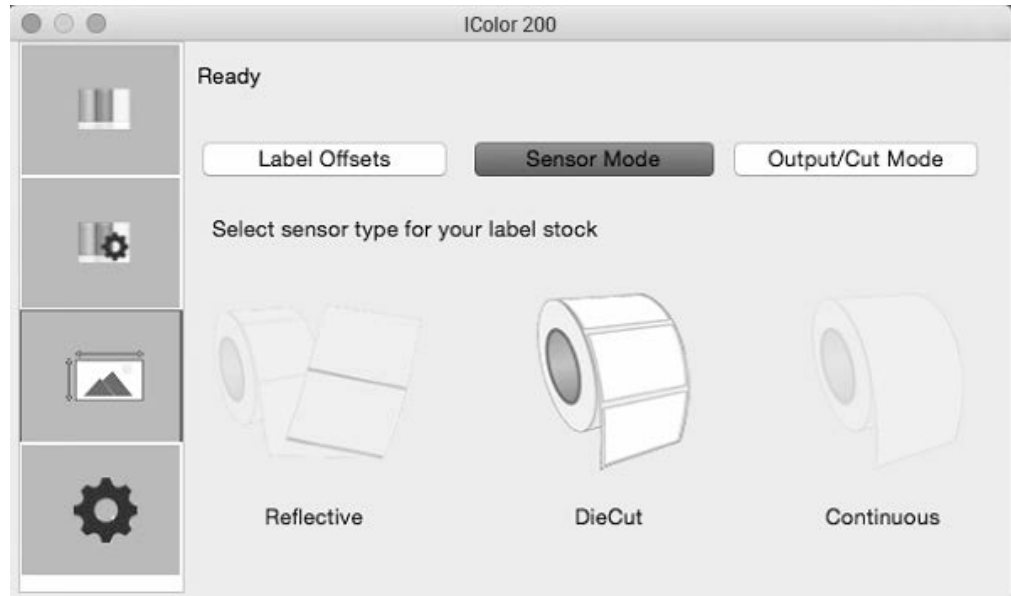 IColor 200
Ready
Label Offsets Sensor Mode Output/Cut Mode
Select sensor type for your label stock
Reflective DieCut Continuous